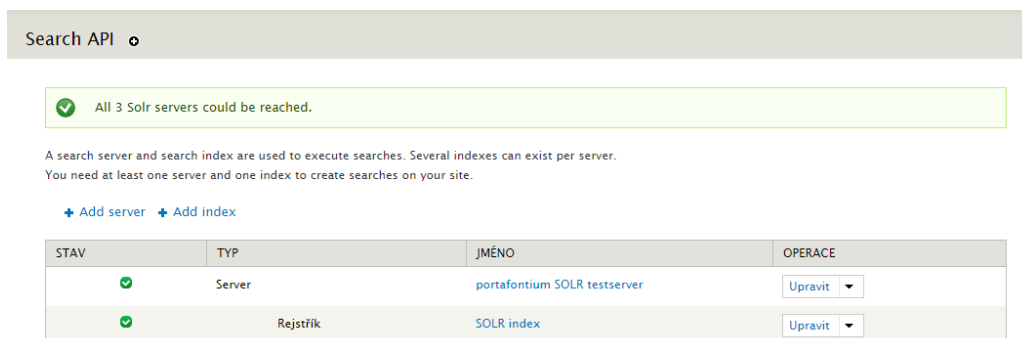 Search API
All 3 Solr servers could be reached.
A search server and search index are used to execute searches. Several indexes can exist per server.
You need at least one server and one index to create searches on your site.
Add server Add index
STAV TYP JMÉNO OPERACE
Server portafontium SOLR testserver Upravit
Rejstřík SOLR index Upravit